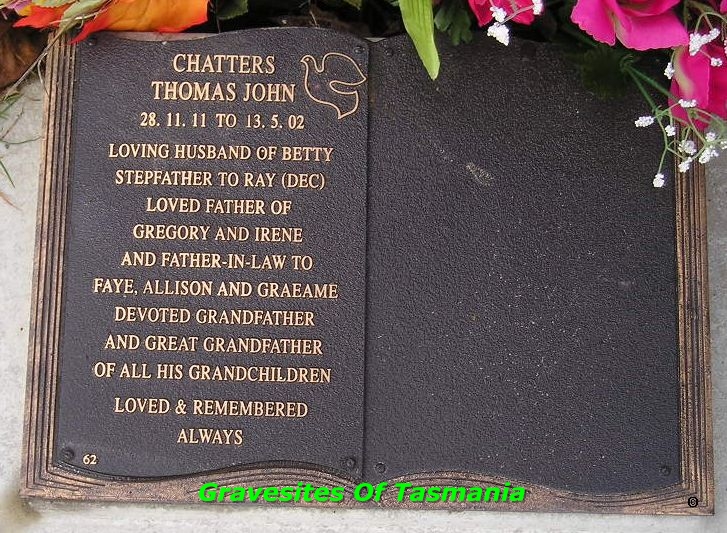 CHATTERS
THOMAS JOHN
28. 11. 11 TO 13. 5. 02
LOVING HUSBAND OF BETTY
STEPFATHER TO RAY (DEC)
LOVED FATHER OF
GREGORY AND IRENE
AND FATHER-IN-LAW TO
FAYE, ALLISON AND GRAEAME
DEVOTED GRANDFATHER
AND GREAT GRANDFATHER
OF ALL HIS GRANDCHILDREN
LOVED & REMEMBERED
ALWAYS
62
Gravesites Of Tasmania